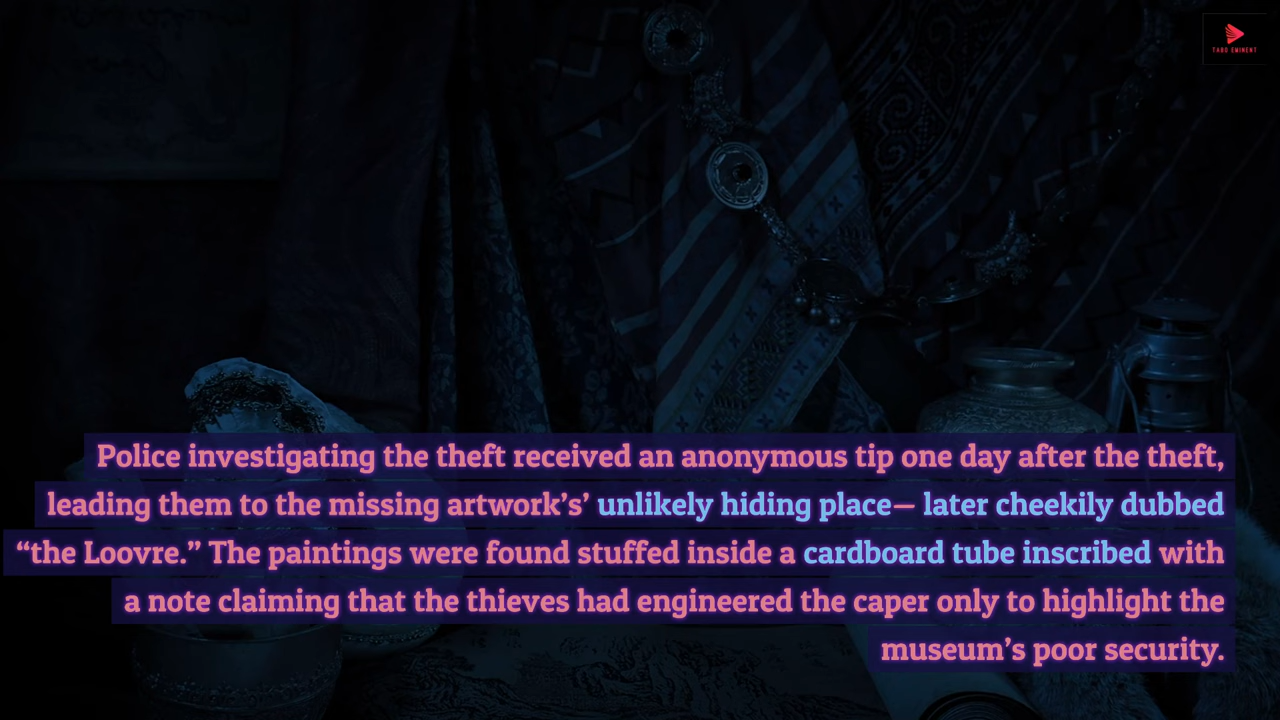 TABU EMINENT
Police investigating the theft received an anonymous tip one day after the theft,
leading them to the missing artwork’s’ unlikely hiding place— later cheekily dubbed
“the Loovre.” The paintings were found stuffed inside a cardboard tube inscribed with
a note claiming that the thieves had engineered the caper only to highlight the
museum’s poor security.